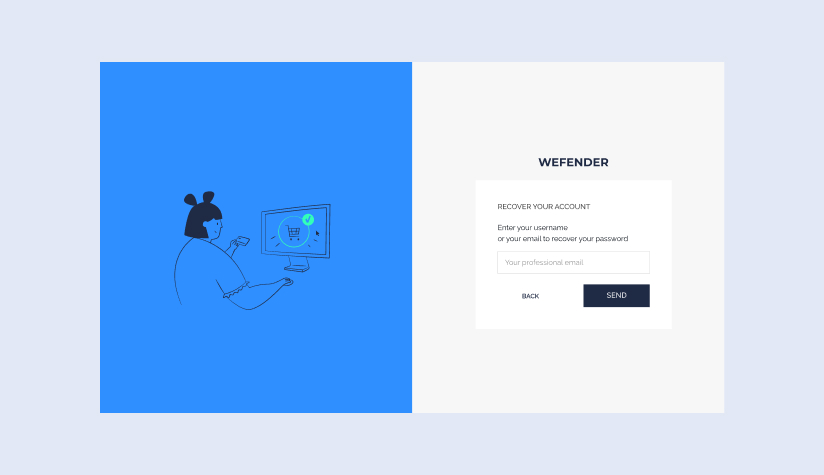 WEFENDER
RECOVER YOUR ACCOUNT
Enter your username
or your email to recover your password
Your professional email
BACK
SEND